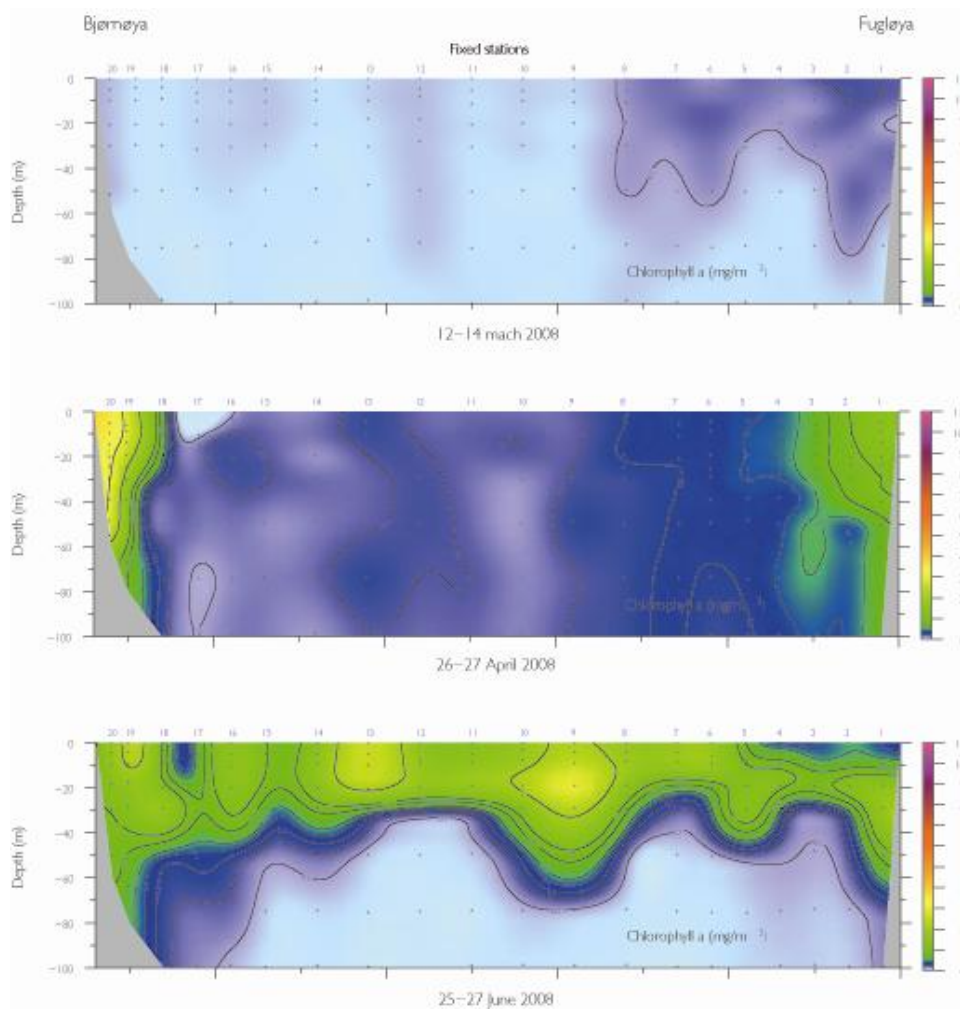 Bjørnøya Fugløya
Fixed stations
20 19 18 17 16 15 14 13 12 11 10 9 8 7 6 5 4 3 2 1
0
-20
-40
-60
-80
-100
Depth (m)
Chlorophyll a (mg/m ³)
12-14 mach 2008
20 19 18 17 16 15 14 13 12 11 10 9 8 7 6 5 4 3 2 1
0
-20
-40
-60
-80
-100
Depth (m)
Chlorophyll a (mg/m ³)
26-27 April 2008
20 19 18 17 16 15 14 13 12 11 10 9 8 7 6 5 4 3 2 1
0
-20
-40
-60
-80
-100
Depth (m)
Chlorophyll a (mg/m ³)
25-27 June 2008